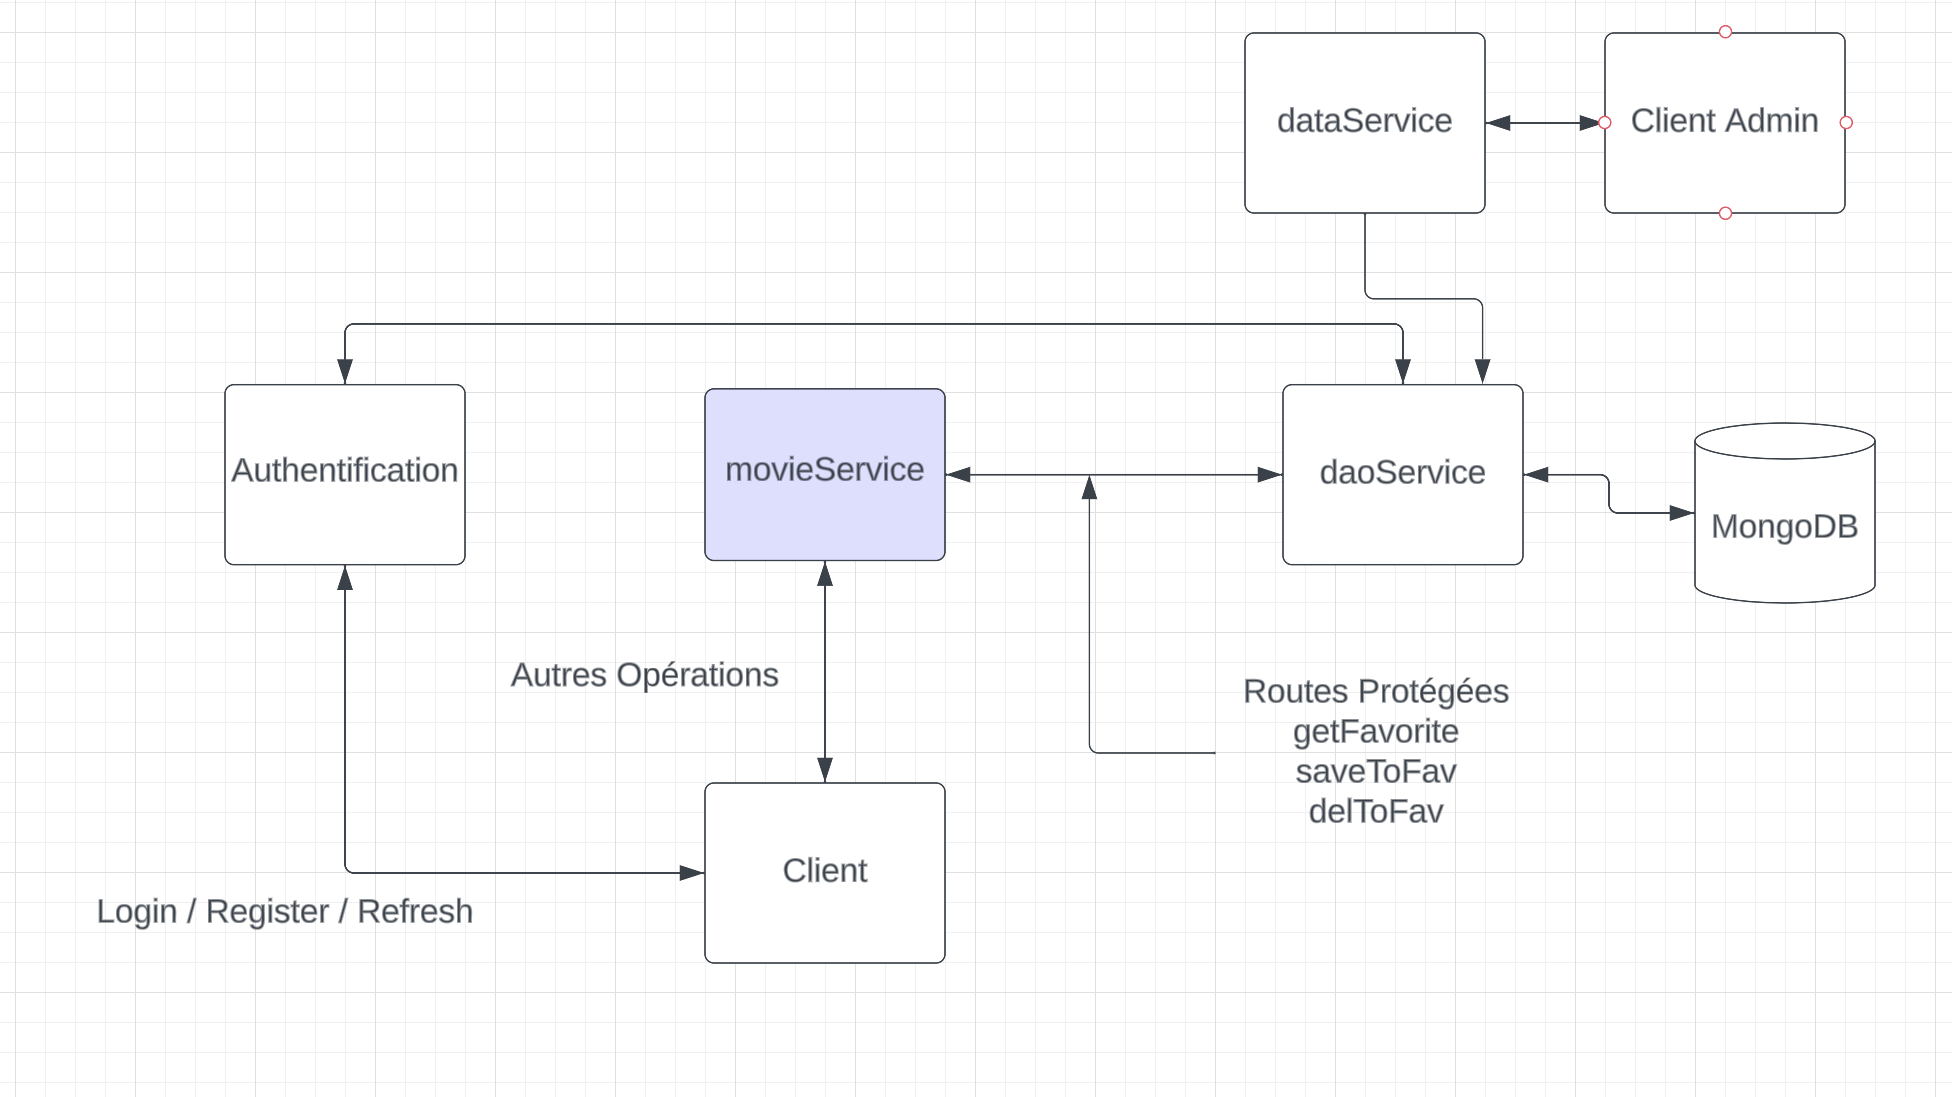 dataService
Client Admin
Authentification
movieService
daoService
MongoDB
Autres Opérations
Routes Protégées
getFavorite
saveToFav
delToFav
Client
Login / Register / Refresh